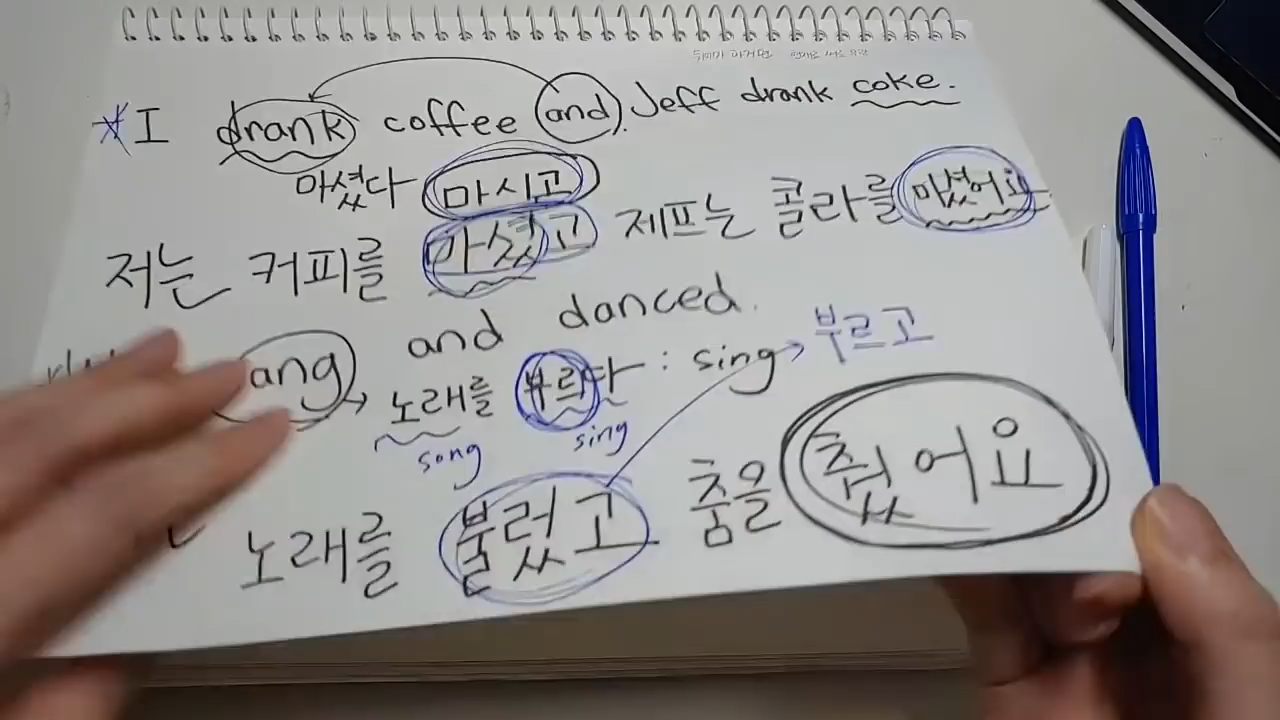 *I drank coffee and. Jeff drank coke.
마셨다 마시고
저는 커피를 마셨고 제프는 콜라를 마셨어요
ang and danced.
노래를 부르다 : sing → 부르고
song sing
노래를 불렀고 춤을 췄어요